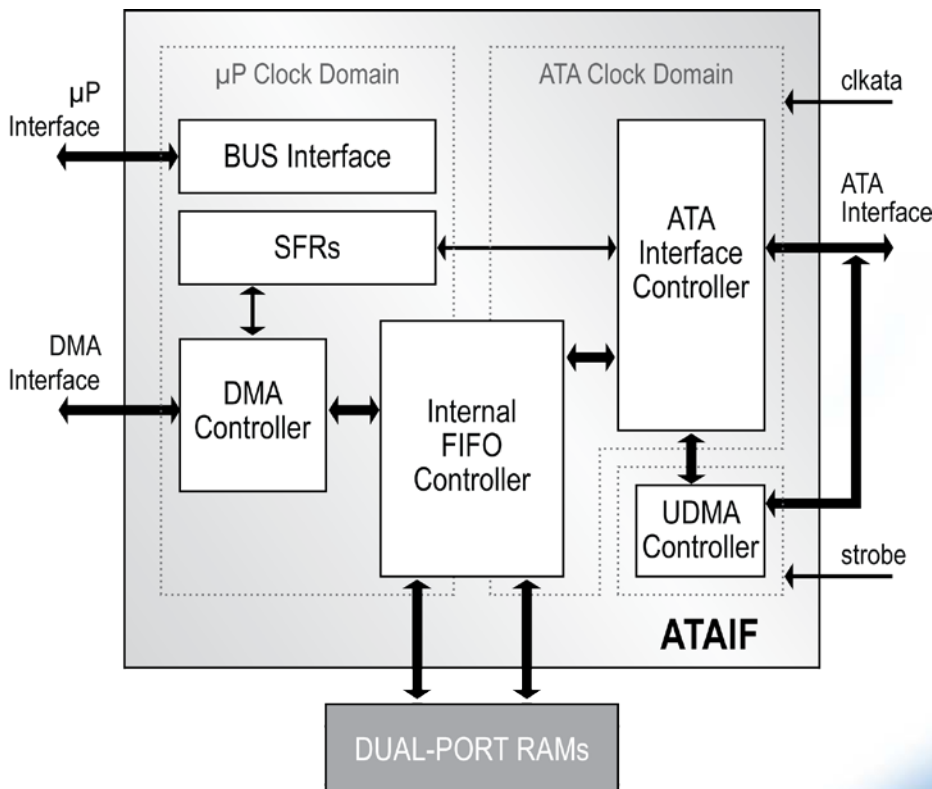 µP Clock Domain
ATA Clock Domain
µP
Interface
clkata
BUS Interface
ATA
Interface
Controller
ATA
Interface
SFRs
DMA
Interface
DMA
Controller
Internal
FIFO
Controller
UDMA
Controller
strobe
ATAIF
DUAL-PORT RAMs